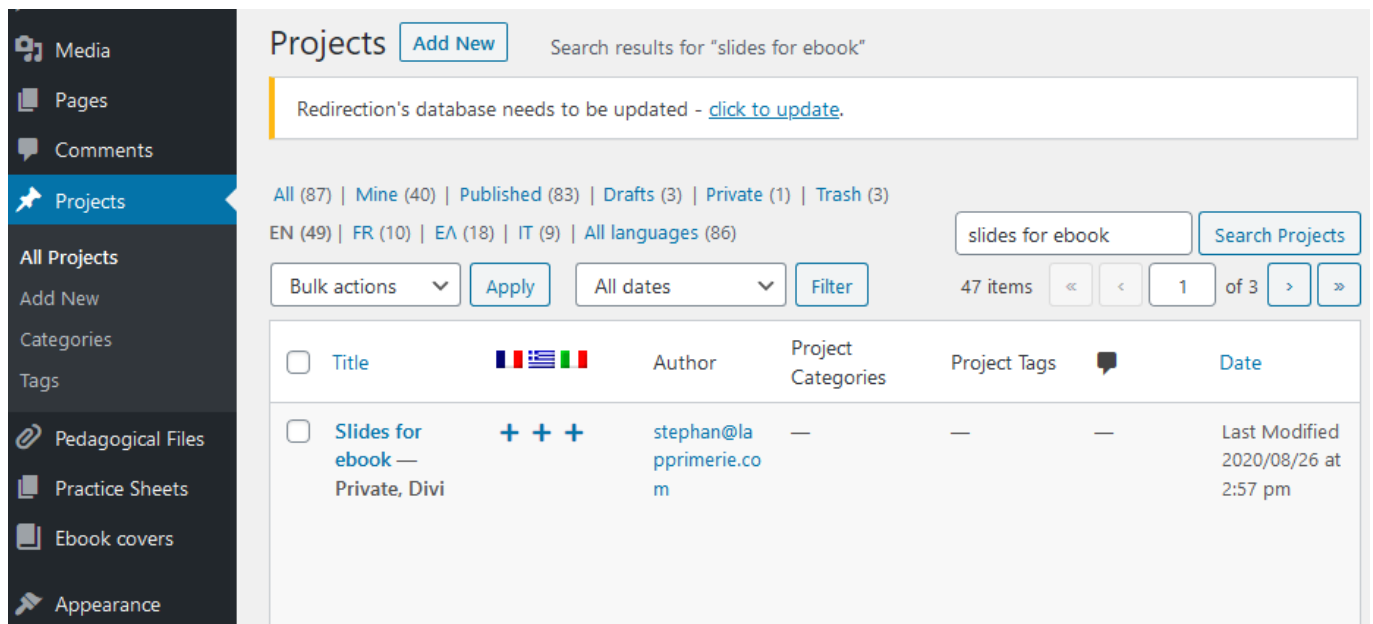 Media
Pages
Comments
Projects
All Projects
Add New
Categories
Tags
Pedagogical Files
Practice Sheets
Ebook covers
Appearance
Projects Add New Search results for “slides for ebook”
Redirection's database needs to be updated - click to update.
All (87) | Mine (40) | Published (83) | Drafts (3) | Private (1) | Trash (3)
EN (49) | FR (10) | ΕΛ (18) | IT (9) | All languages (86)
slides for ebook Search Projects
Bulk actions Apply All dates Filter 47 items « ‹ 1 of 3 › »
Title Author Project Categories Project Tags Date
Slides for ebook — Private, Divi
+ + +
stephan@lapprimerie.com
— — —
Last Modified
2020/08/26 at
2:57 pm